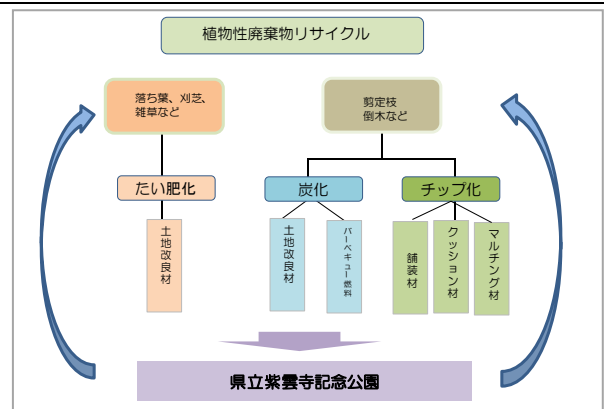 植物性廃棄物リサイクル
落ち葉、刈芝、
雑草など
剪定枝
倒木など
たい肥化
炭化
チップ化
土地改良材
土地改良材
バーベキュー燃料
舗装材
クッション材
マルチング材
県立紫雲寺記念公園